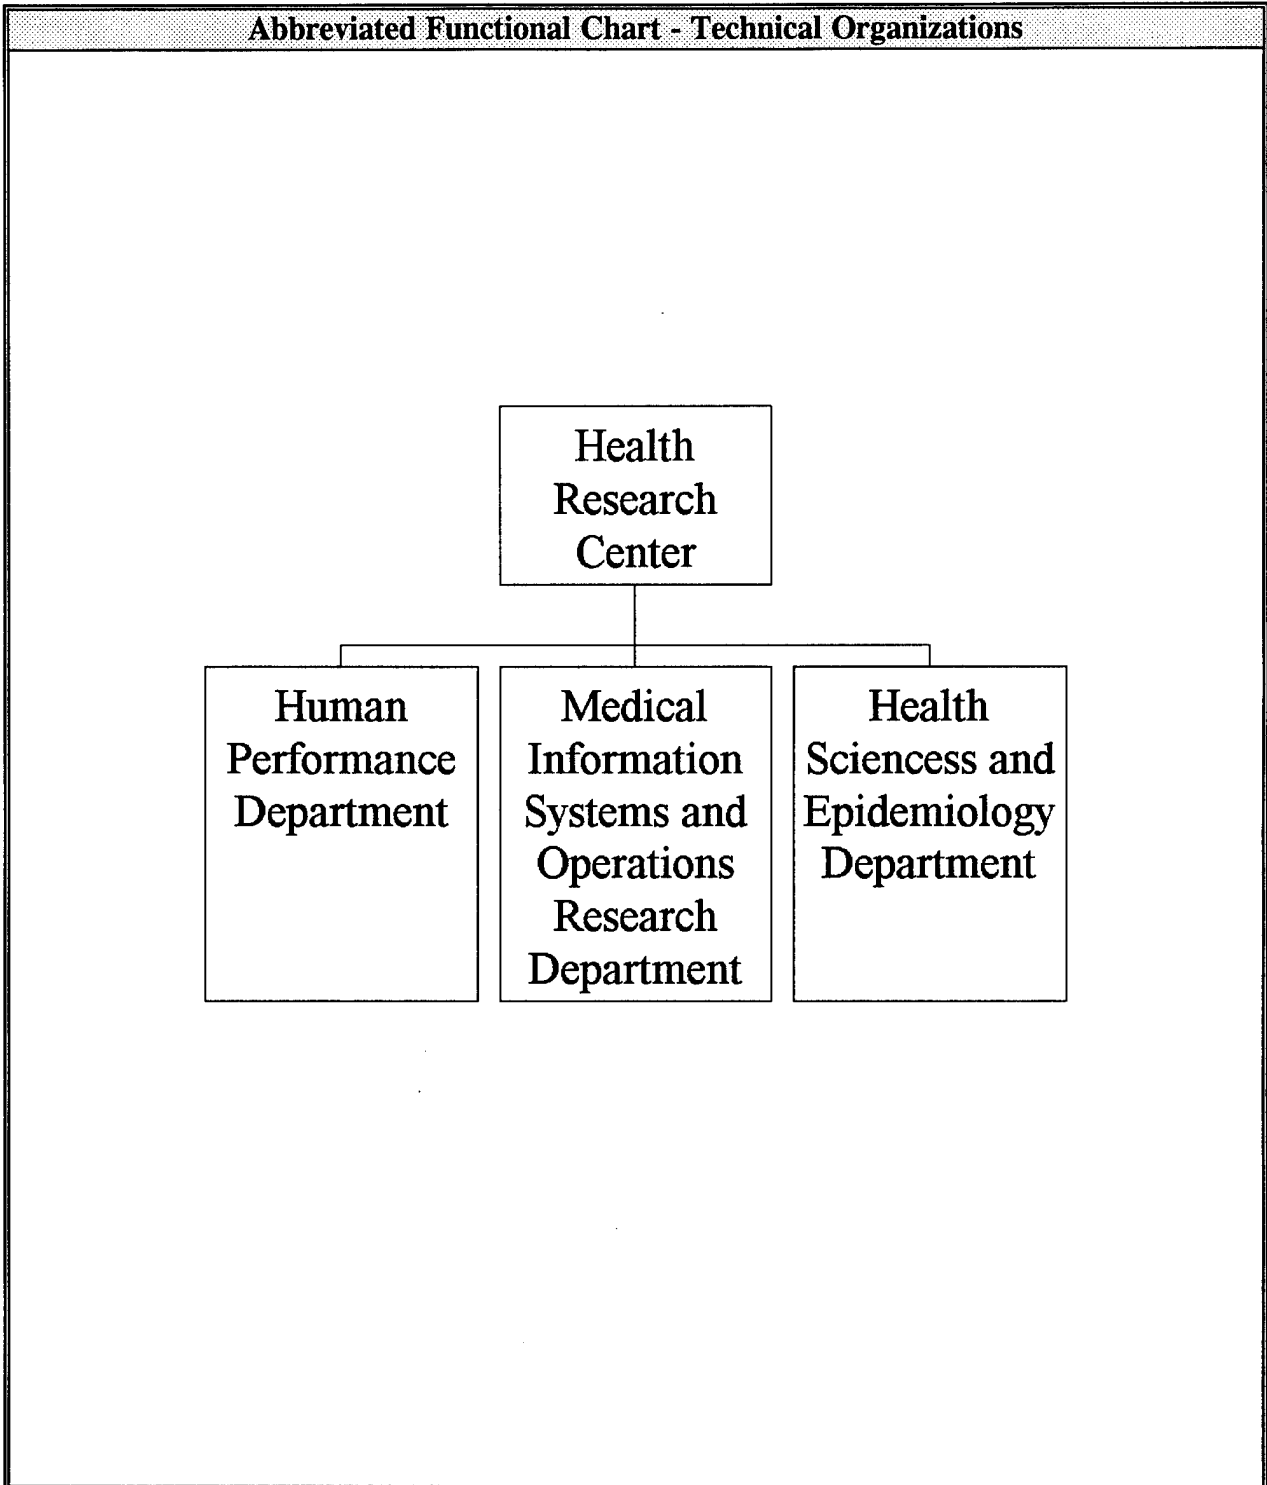 Abbreviated Functional Chart - Technical Organizations
Health
Research
Center
Human
Performance
Department
Medical
Information
Systems and
Operations
Research
Department
Health
Sciencess and
Epidemiology
Department